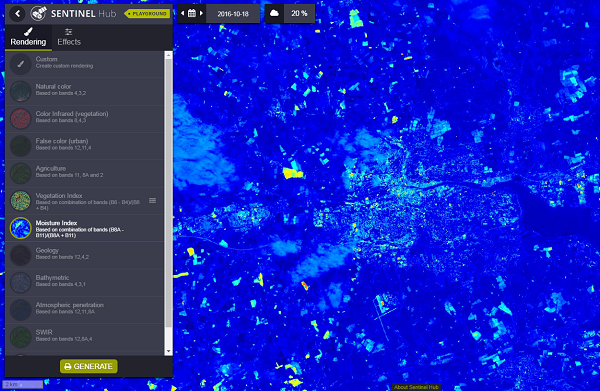 SENTINEL Hub
PLAYGROUND
2016-10-18
20 %
Rendering
Effects
Custom
Create custom rendering
Natural color
Based on bands 4,3,2
Color Infrared (vegetation)
Based on bands 8,4,3
False color (urban)
Based on bands 12,11,4
Agriculture
Based on bands 11, 8A and 2
Vegetation Index
Based on combination of bands (B8 - B4)/(B8
+ B4)
Moisture Index
Based on combination of bands (B8A -
B11)/(B8A + B11)
Geology
Based on bands 12,4,2
Bathymetric
Based on bands 4,3,1
Atmospheric penetration
Based on bands 12,11,8A
SWIR
Based on bands 12,8A,4
GENERATE
About Sentinel Hub